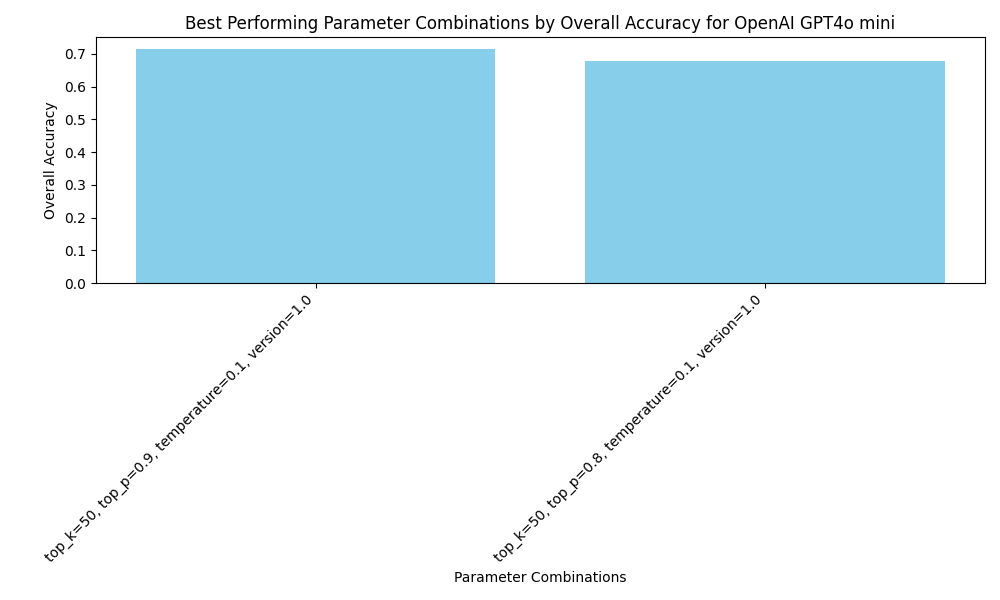 Best Performing Parameter Combinations by Overall Accuracy for OpenAI GPT4o mini
Overall Accuracy
0.7
0.6
0.5
0.4
0.3
0.2
0.1
0.0
top_k=50, top_p=0.9, temperature=0.1, version=1.0
top_k=50, top_p=0.8, temperature=0.1, version=1.0
Parameter Combinations